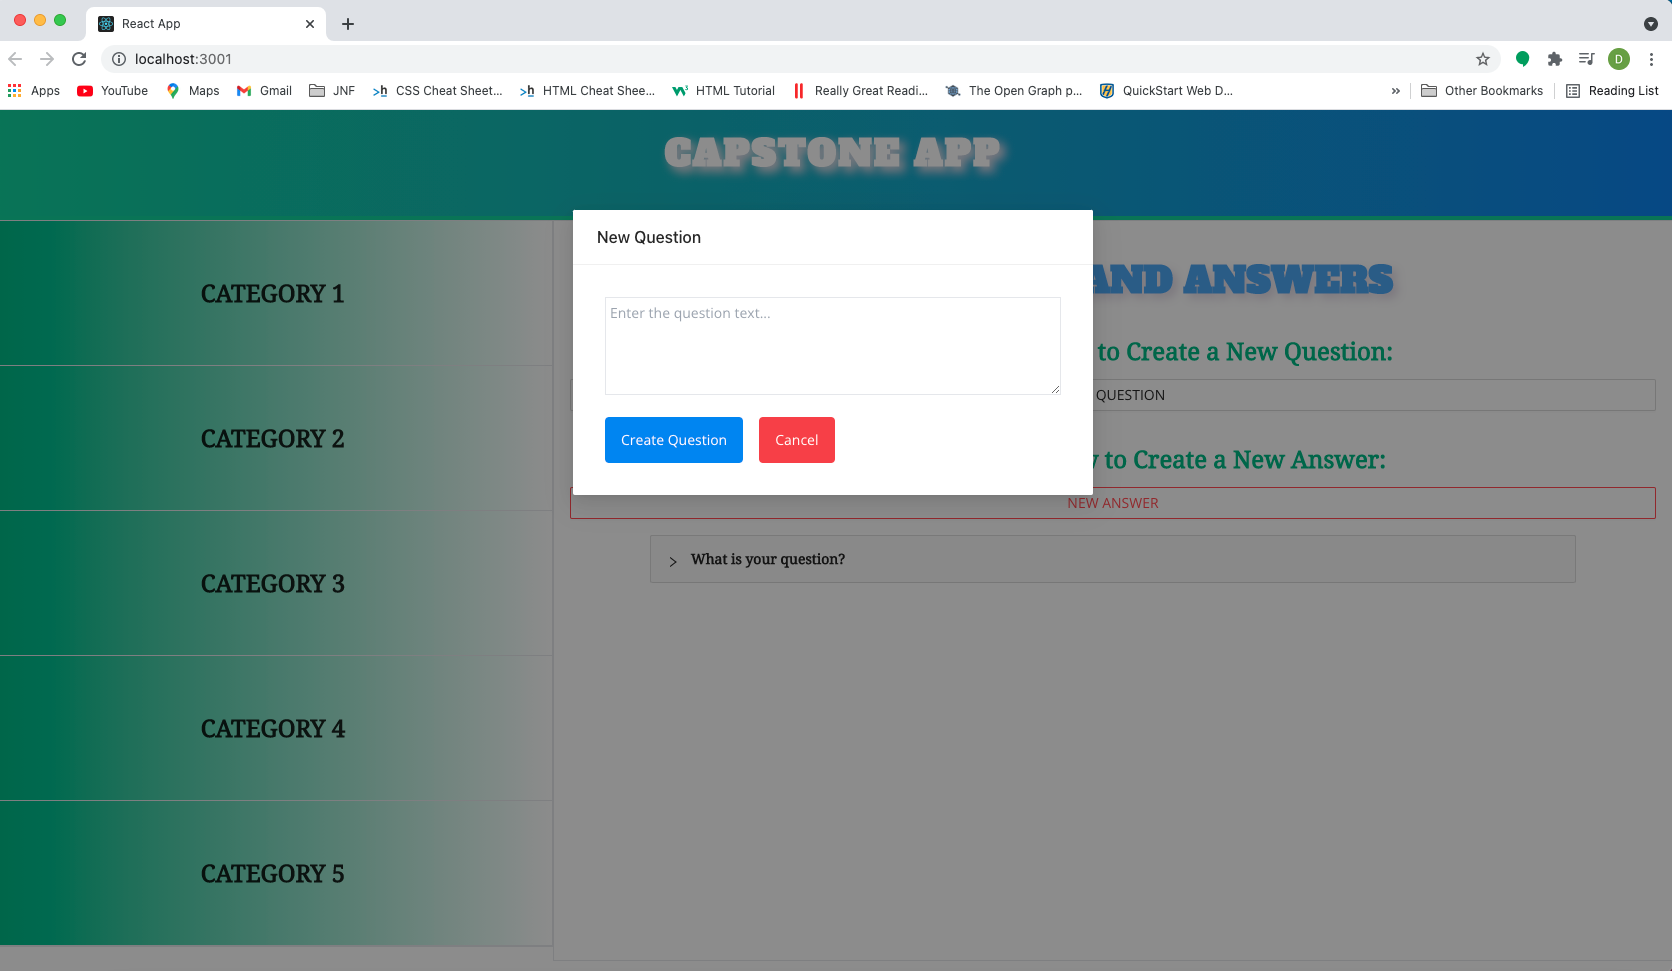 React App
localhost:3001
D
Apps YouTube Maps Gmail JNF CSS Cheat Sheet... HTML Cheat Shee... HTML Tutorial Really Great Readi... The Open Graph p... QuickStart Web D... » Other Bookmarks Reading List
CAPSTONE APP
CATEGORY 1
CATEGORY 2
CATEGORY 3
CATEGORY 4
CATEGORY 5
New Question
Enter the question text...
Create Question Cancel
AND ANSWERS
to Create a New Question:
QUESTION
to Create a New Answer:
NEW ANSWER
What is your question?